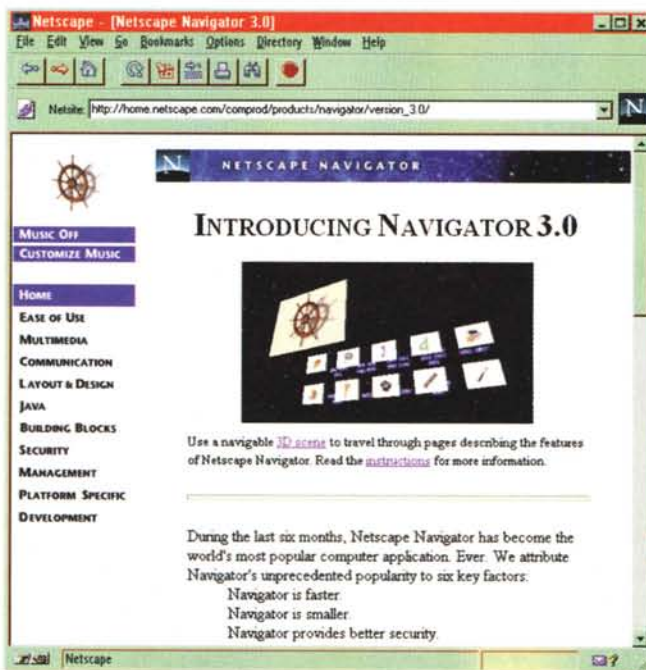 Netscape - [Netscape Navigator 3.0]
File Edit View Go Bookmarks Options Directory Window Help
Netsite: http://home.netscape.com/comprod/products/navigator/version_3.0/
N
N NETSCAPE NAVIGATOR
INTRODUCING NAVIGATOR 3.0
MUSIC OFF
CUSTOMIZE MUSIC
HOME
EASE OF USE
MULTIMEDIA
COMMUNICATION
LAYOUT & DESIGN
JAVA
BUILDING BLOCKS
SECURITY
MANAGEMENT
PLATFORM SPECIFIC
DEVELOPMENT
Use a navigable 3D scene to travel through pages describing the features
of Netscape Navigator. Read the instructions for more information.
During the last six months, Netscape Navigator has become the
world's most popular computer application. Ever. We attribute
Navigator's unprecedented popularity to six key factors:
Navigator is faster.
Navigator is smaller.
Navigator provides better security.
Netscape